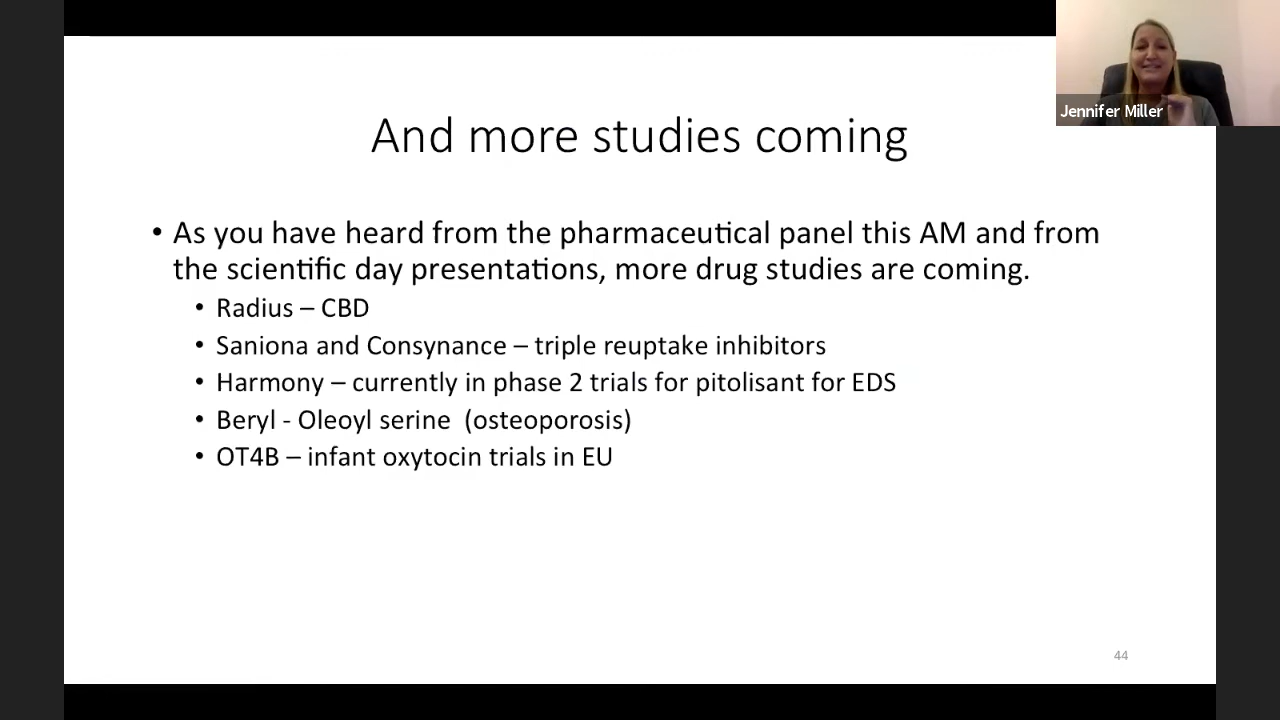 Jennifer Miller
And more studies coming
• As you have heard from the pharmaceutical panel this AM and from
the scientific day presentations, more drug studies are coming.
• Radius – CBD
• Saniona and Consynance – triple reuptake inhibitors
• Harmony – currently in phase 2 trials for pitolisant for EDS
• Beryl - Oleoyl serine  (osteoporosis)
• OT4B – infant oxytocin trials in EU
44